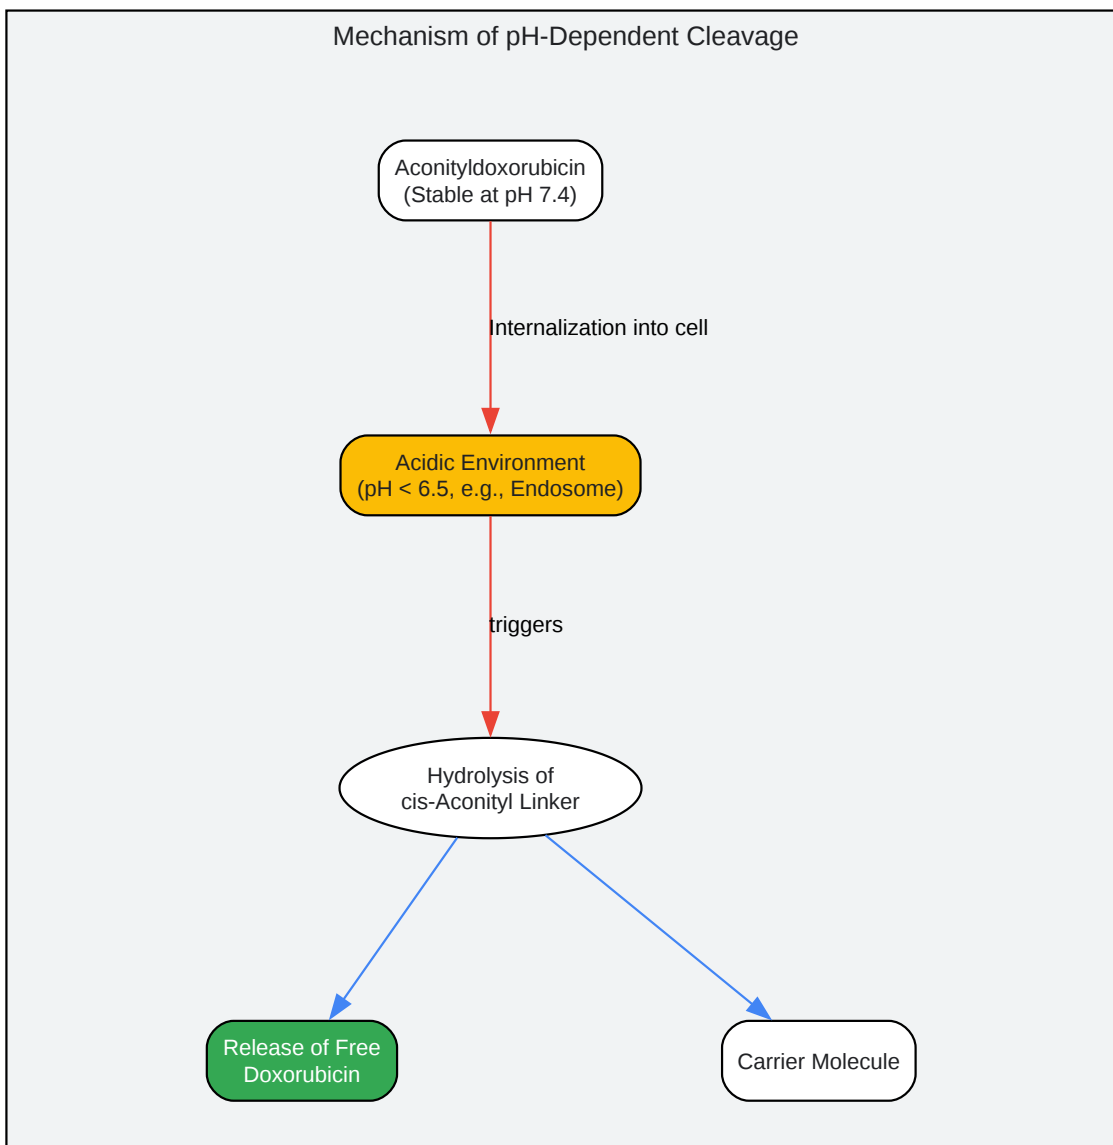 Mechanism of pH-Dependent Cleavage
Aconityldoxorubicin
(Stable at pH 7.4)
Internalization into cell
Acidic Environment
(pH < 6.5, e.g., Endosome)
triggers
Hydrolysis of
cis-Aconityl Linker
Release of Free
Doxorubicin
Carrier Molecule